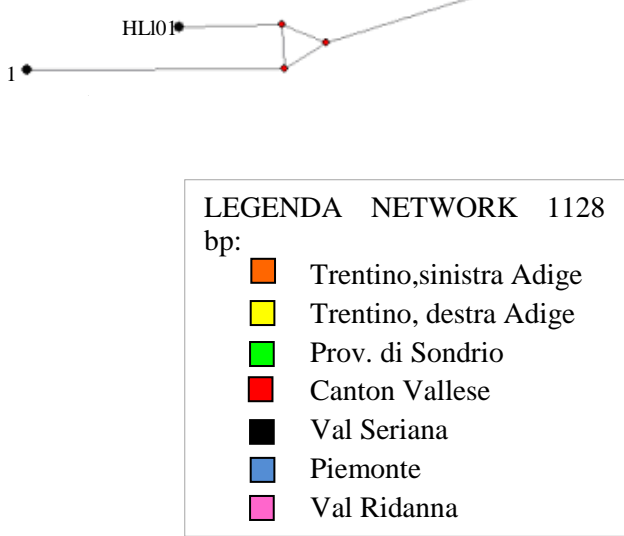 HLl01
1
LEGENDA NETWORK 1128
bp:
Trentino,sinistra Adige
Trentino, destra Adige
Prov. di Sondrio
Canton Vallese
Val Seriana
Piemonte
Val Ridanna